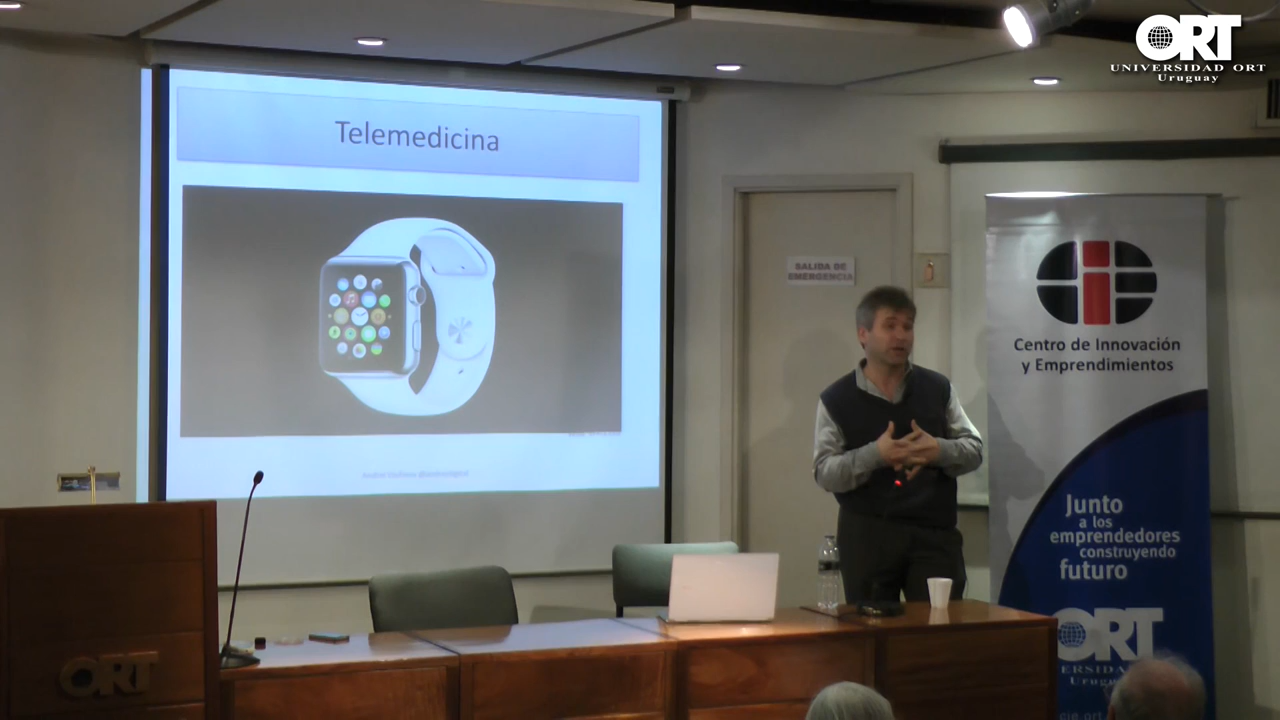 ORT
UNIVERSIDAD ORT
Uruguay
Telemedicina
SALIDA DE
EMERGENCIA
Centro de Innovación
y Emprendimientos
Junto
a los
emprendedores
construyendo
futuro
ORT
Urugu
ORT